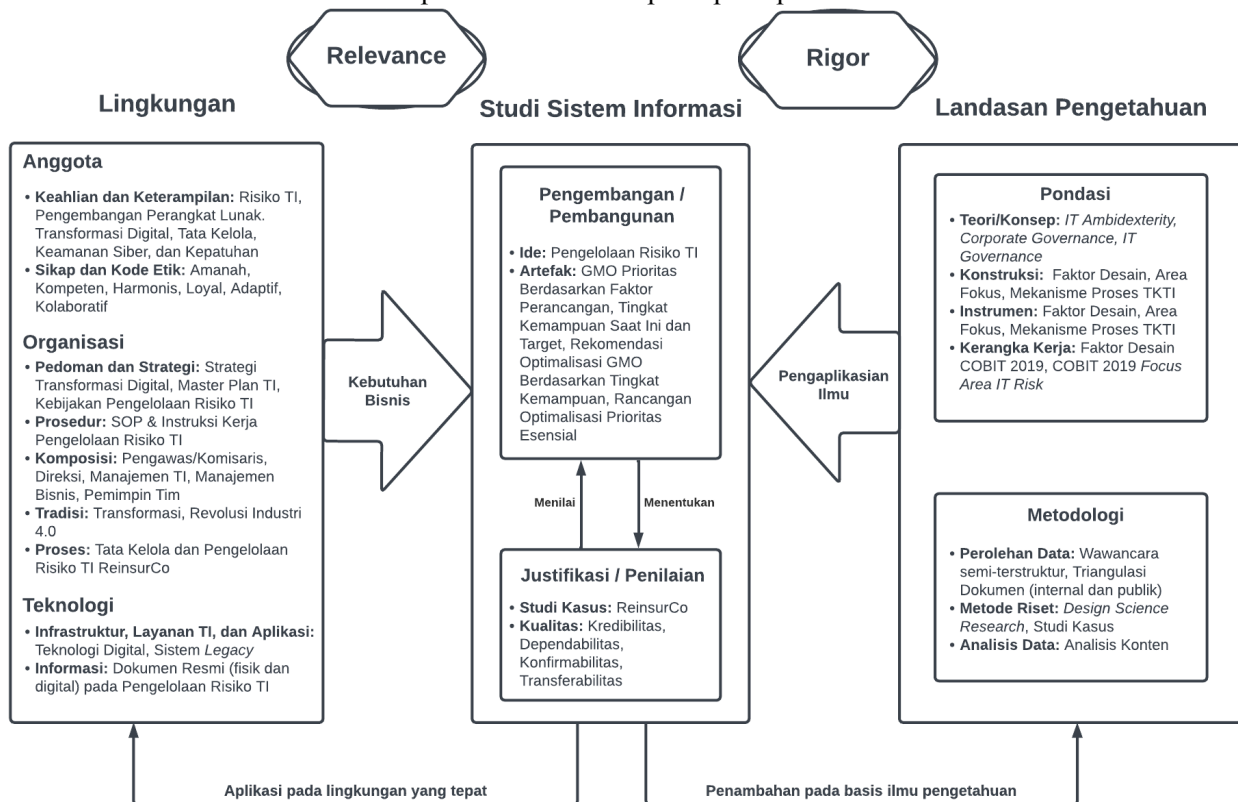 Relevance
Rigor
Lingkungan
Studi Sistem Informasi
Landasan Pengetahuan
Anggota
• Keahlian dan Keterampilan: Risiko TI,
Pengembangan Perangkat Lunak.
Transformasi Digital, Tata Kelola,
Keamanan Siber, dan Kepatuhan
• Sikap dan Kode Etik: Amanah,
Kompeten, Harmonis, Loyal, Adaptif,
Kolaboratif
Organisasi
• Pedoman dan Strategi: Strategi
Transformasi Digital, Master Plan TI,
Kebijakan Pengelolaan Risiko TI
• Prosedur: SOP & Instruksi Kerja
Pengelolaan Risiko TI
• Komposisi: Pengawas/Komisaris,
Direksi, Manajemen TI, Manajemen
Bisnis, Pemimpin Tim
• Tradisi: Transformasi, Revolusi Industri
4.0
• Proses: Tata Kelola dan Pengelolaan
Risiko TI ReinsurCo
Teknologi
• Infrastruktur, Layanan TI, dan Aplikasi:
Teknologi Digital, Sistem Legacy
• Informasi: Dokumen Resmi (fisik dan
digital) pada Pengelolaan Risiko TI
Kebutuhan
Bisnis
Pengembangan /
Pembangunan
• Ide: Pengelolaan Risiko TI
• Artefak: GMO Prioritas
Berdasarkan Faktor
Perancangan, Tingkat
Kemampuan Saat Ini dan
Target, Rekomendasi
Optimalisasi GMO
Berdasarkan Tingkat
Kemampuan, Rancangan
Optimalisasi Prioritas
Esensial
Menilai
Menentukan
Justifikasi / Penilaian
• Studi Kasus: ReinsurCo
• Kualitas: Kredibilitas,
Dependabilitas,
Konfirmabilitas,
Transferabilitas
Pengaplikasian
Ilmu
Pondasi
• Teori/Konsep: IT Ambidexterity,
Corporate Governance, IT
Governance
• Konstruksi: Faktor Desain, Area
Fokus, Mekanisme Proses TKTI
• Instrumen: Faktor Desain, Area
Fokus, Mekanisme Proses TKTI
• Kerangka Kerja: Faktor Desain
COBIT 2019, COBIT 2019 Focus
Area IT Risk
Metodologi
• Perolehan Data: Wawancara
semi-terstruktur, Triangulasi
Dokumen (internal dan publik)
• Metode Riset: Design Science
Research, Studi Kasus
• Analisis Data: Analisis Konten
Aplikasi pada lingkungan yang tepat
Penambahan pada basis ilmu pengetahuan